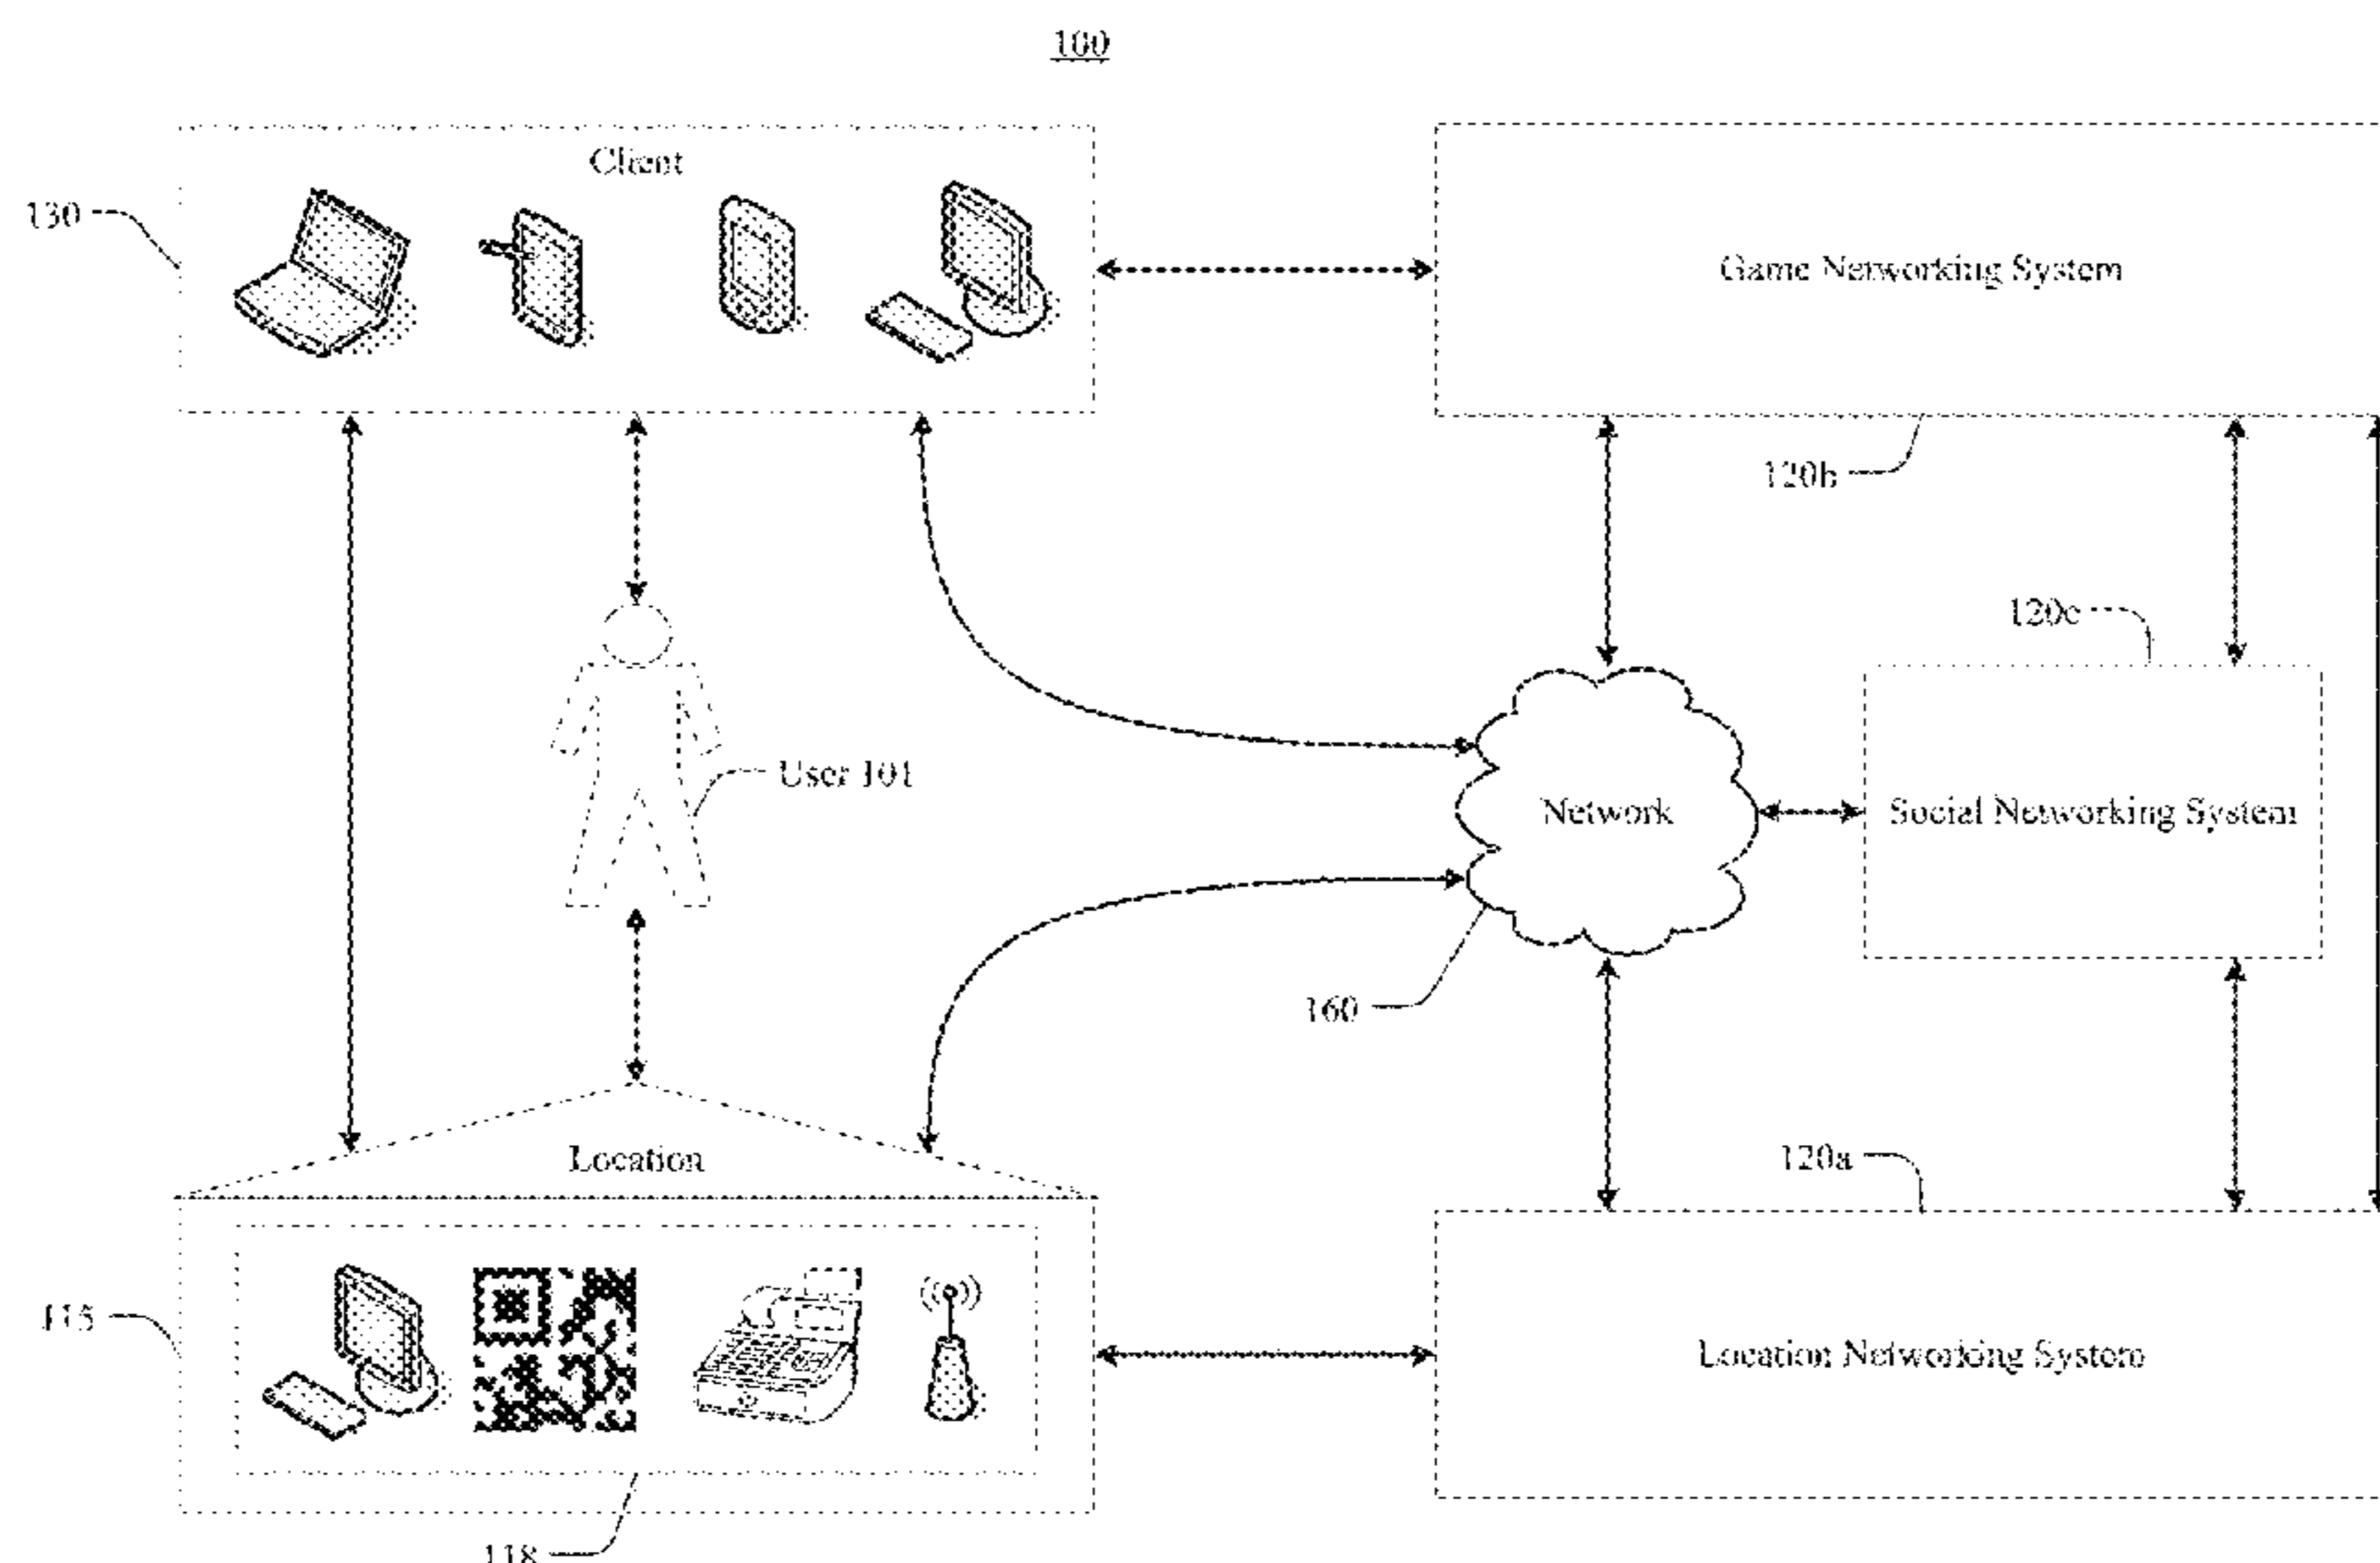 100
Client
130
Game Networking System
120b
120c
User 101
Network
Social Networking System
160
120a
Location
115
Location Networking System
118